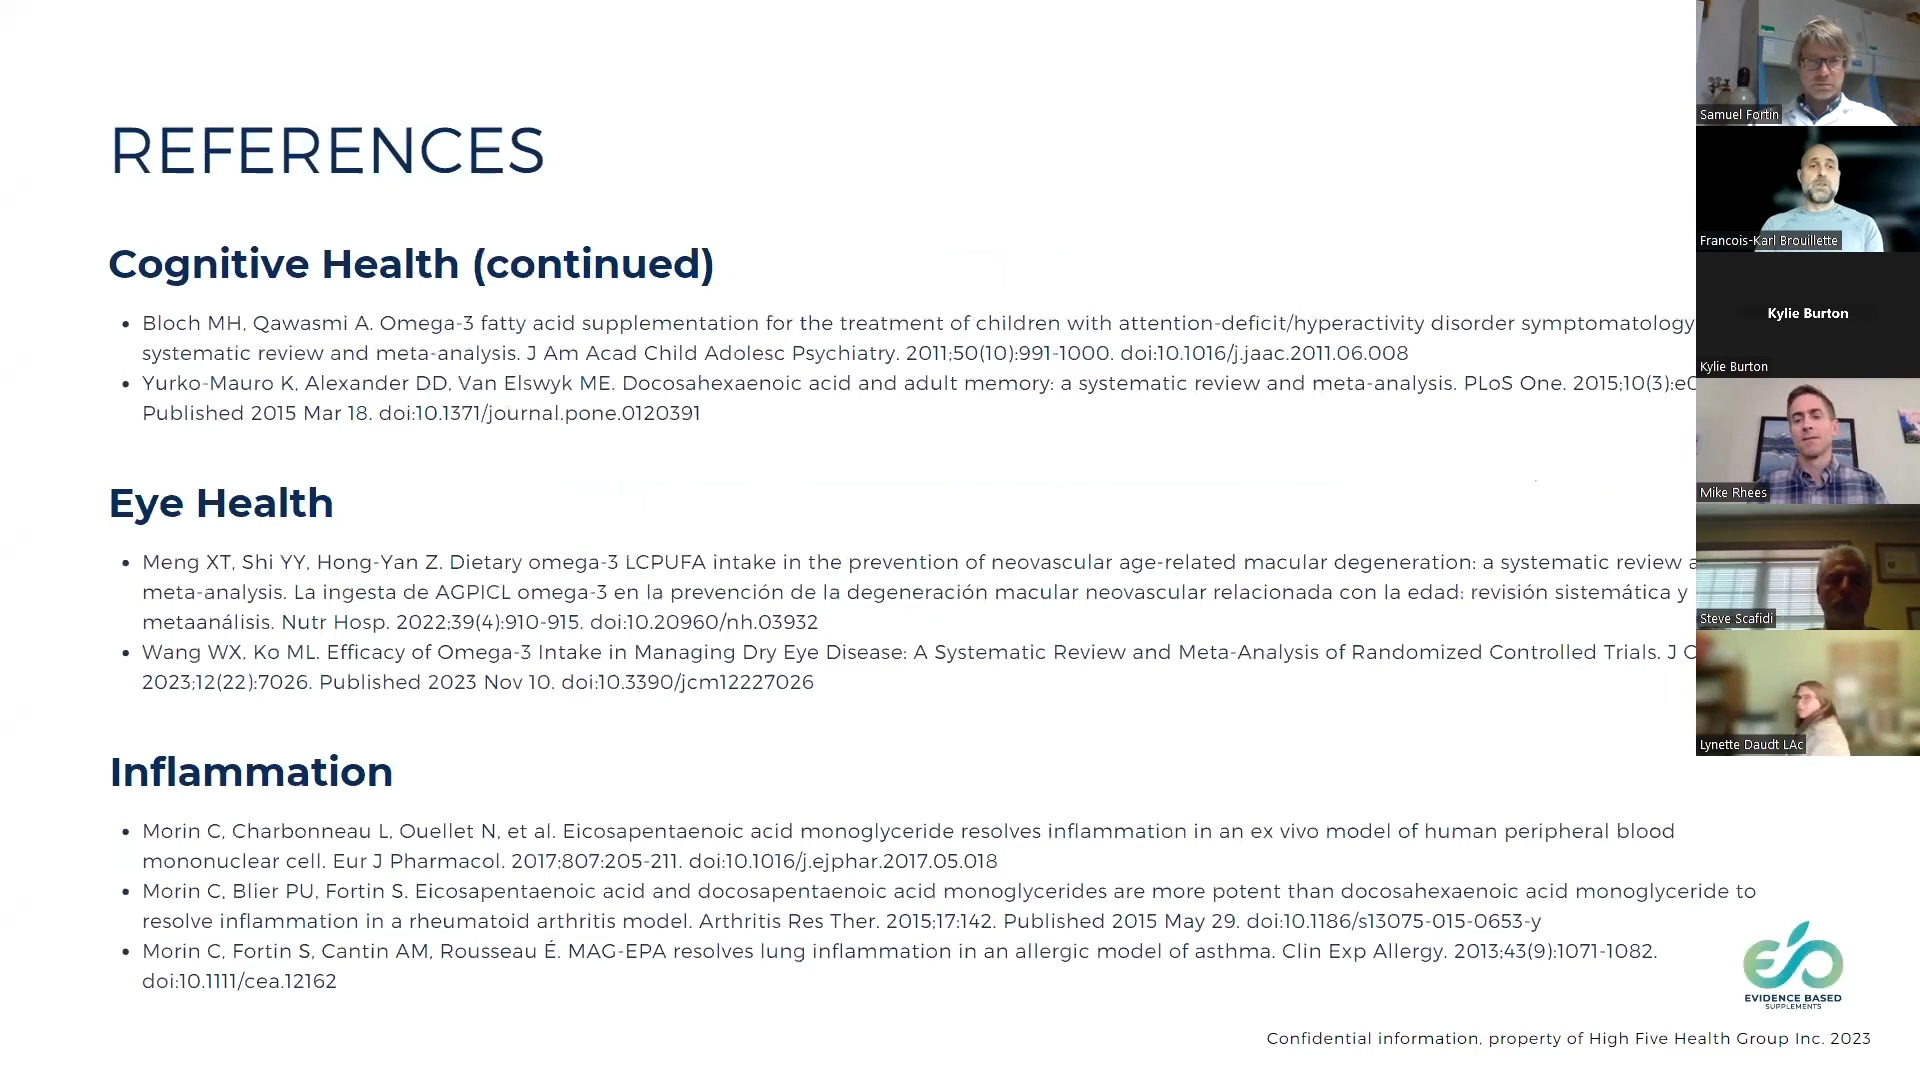 REFERENCES
Cognitive Health (continued)
• Bloch MH, Qawasmi A. Omega-3 fatty acid supplementation for the treatment of children with attention-deficit/hyperactivity disorder symptomatology
systematic review and meta-analysis. J Am Acad Child Adolesc Psychiatry. 2011;50(10):991-1000. doi:10.1016/j.jaac.2011.06.008
• Yurko-Mauro K, Alexander DD, Van Elswyk ME. Docosahexaenoic acid and adult memory: a systematic review and meta-analysis. PLoS One. 2015;10(3):e0
Published 2015 Mar 18. doi:10.1371/journal.pone.0120391
Eye Health
• Meng XT, Shi YY, Hong-Yan Z. Dietary omega-3 LCPUFA intake in the prevention of neovascular age-related macular degeneration: a systematic review a
meta-analysis. La ingesta de AGPICL omega-3 en la prevención de la degeneración macular neovascular relacionada con la edad: revisión sistemática y
metaanálisis. Nutr Hosp. 2022;39(4):910-915. doi:10.20960/nh.03932
• Wang WX, Ko ML. Efficacy of Omega-3 Intake in Managing Dry Eye Disease: A Systematic Review and Meta-Analysis of Randomized Controlled Trials. J C
2023;12(22):7026. Published 2023 Nov 10. doi:10.3390/jcm12227026
Inflammation
• Morin C, Charbonneau L, Ouellet N, et al. Eicosapentaenoic acid monoglyceride resolves inflammation in an ex vivo model of human peripheral blood
mononuclear cell. Eur J Pharmacol. 2017;807:205-211. doi:10.1016/j.ejphar.2017.05.018
• Morin C, Blier PU, Fortin S. Eicosapentaenoic acid and docosapentaenoic acid monoglycerides are more potent than docosahexaenoic acid monoglyceride to
resolve inflammation in a rheumatoid arthritis model. Arthritis Res Ther. 2015;17:142. Published 2015 May 29. doi:10.1186/s13075-015-0653-y
• Morin C, Fortin S, Cantin AM, Rousseau É. MAG-EPA resolves lung inflammation in an allergic model of asthma. Clin Exp Allergy. 2013;43(9):1071-1082.
doi:10.1111/cea.12162
EVIDENCE BASED
SUPPLEMENTS
Confidential information, property of High Five Health Group Inc. 2023
Samuel Fortin
Francois-Karl Brouillette
Kylie Burton
Kylie Burton
Mike Rhees
Steve Scafidi
Lynette Daudt LAc